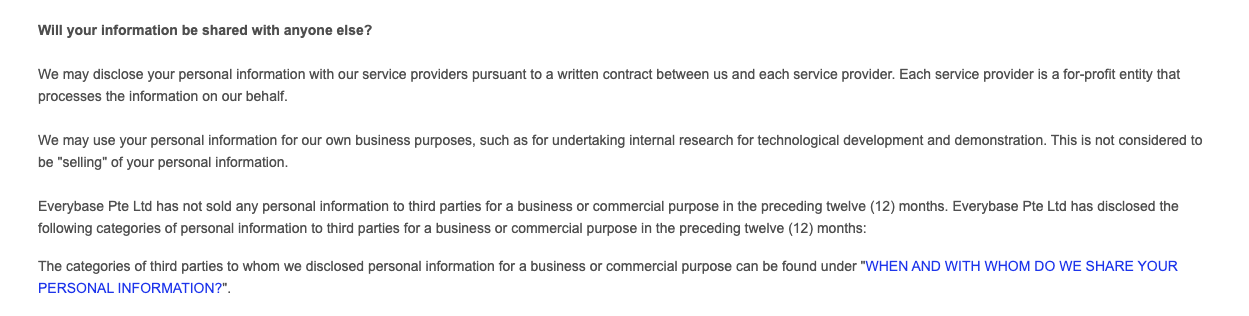 Will your information be shared with anyone else?
We may disclose your personal information with our service providers pursuant to a written contract between us and each service provider. Each service provider is a for-profit entity that
processes the information on our behalf.
We may use your personal information for our own business purposes, such as for undertaking internal research for technological development and demonstration. This is not considered to
be "selling" of your personal information.
Everybase Pte Ltd has not sold any personal information to third parties for a business or commercial purpose in the preceding twelve (12) months. Everybase Pte Ltd has disclosed the
following categories of personal information to third parties for a business or commercial purpose in the preceding twelve (12) months:
The categories of third parties to whom we disclosed personal information for a business or commercial purpose can be found under "WHEN AND WITH WHOM DO WE SHARE YOUR
PERSONAL INFORMATION?".